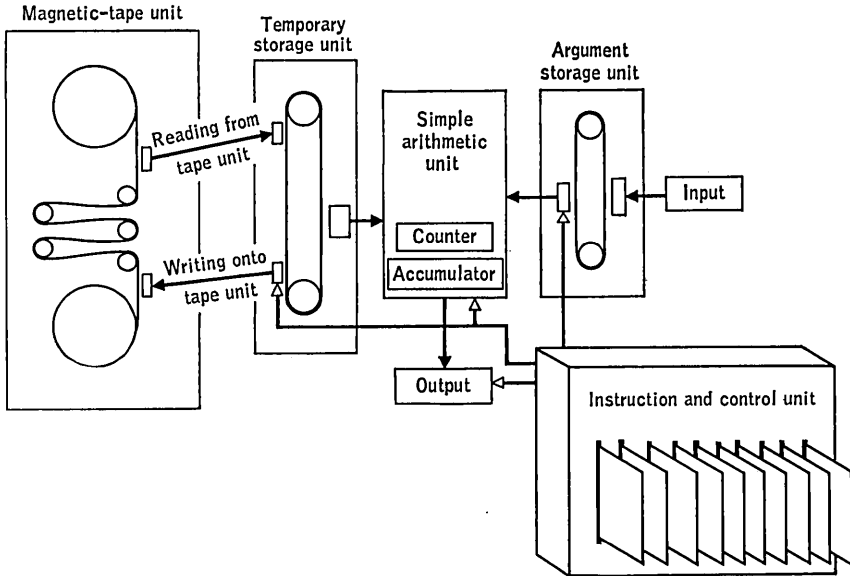 Magnetic-tape unit
Temporary
storage unit
Argument
storage unit
Reading from
tape unit
Simple
arithmetic
unit
Input
Counter
Writing onto
tape unit
Accumulator
Output
Instruction and control unit